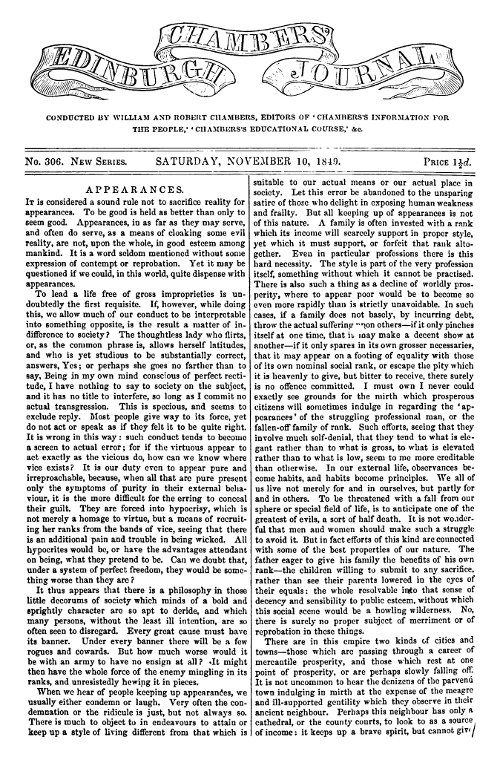 CHAMBERS'
EDINBURGH
JOURNAL
CONDUCTED BY WILLIAM AND ROBERT CHAMBERS, EDITORS OF 'CHAMBERS'S INFORMATION FOR
THE PEOPLE,' 'CHAMBERS'S EDUCATIONAL COURSE,' &c.
No. 306. NEW SERIES. SATURDAY, NOVEMBER 10, 1849. PRICE 1½d.
APPEARANCES.
IT is considered a sound rule not to sacrifice reality for
appearances. To be good is held as better than only to
seem good. Appearances, in as far as they may serve,
and often do serve, as a means of cloaking some evil
reality, are not, upon the whole, in good esteem among
mankind. It is a word seldom mentioned without some
expression of contempt or reprobation. Yet it may be
questioned if we could, in this world, quite dispense with
appearances.
To lead a life free of gross improprieties is un-
doubtedly the first requisite. If, however, while doing
this, we allow much of our conduct to be interpretable
into something opposite, is the result a matter of in-
difference to society? The thoughtless lady who flirts,
or, as the common phrase is, allows herself latitudes,
and who is yet studious to be substantially correct,
answers, Yes; or perhaps she goes no farther than to
say, Being in my own mind conscious of perfect recti-
tude, I have nothing to say to society on the subject,
and it has no title to interfere, so long as I commit no
actual transgression. This is specious, and seems to
exclude reply. Most people give way to its force, yet
do not act or speak as if they felt it to be quite right.
It is wrong in this way: such conduct tends to become
a screen to actual error; for if the virtuous appear to
act exactly as the vicious do, how can we know where
vice exists? It is our duty even to appear pure and
irreproachable, because, when all that are pure present
only the symptoms of purity in their external beha-
viour, it is the more difficult for the erring to conceal
their guilt. They are forced into hypocrisy, which is
not merely a homage to virtue, but a means of recruit-
ing her ranks from the bands of vice, seeing that there
is an additional pain and trouble in being wicked. All
hypocrites would be, or have the advantages attendant
on being, what they pretend to be. Can we doubt that,
under a system of perfect freedom, they would be some-
thing worse than they are?
It thus appears that there is a philosophy in those
little decorums of society which minds of a bold and
sprightly character are so apt to deride, and which
many persons, without the least ill intention, are so
often seen to disregard. Every great cause must have
its banner. Under every banner there will be a few
rogues and cowards. But how much worse would it
be with an army to have no ensign at all? It might
then have the whole force of the enemy mingling in its
ranks, and unresistedly hewing it in pieces.
When we hear of people keeping up appearances, we
usually either condemn or laugh. Very often the con-
demnation or the ridicule is just, but not always so.
There is much to object to in endeavours to attain or
keep up a style of living different from that which is
suitable to our actual means or our actual place in
society. Let this error be abandoned to the unsparing
satire of those who delight in exposing human weakness
and frailty. But all keeping up of appearances is not
of this nature. A family is often invested with a rank
which its income will scarcely support in proper style,
yet which it must support, or forfeit that rank alto-
gether. Even in particular professions there is this
hard necessity. The style is part of the very profession
itself, something without which it cannot be practised.
There is also such a thing as a decline of worldly pros-
perity, where to appear poor would be to become so
even more rapidly than is strictly unavoidable. In such
cases, if a family does not basely, by incurring debt,
throw the actual suffering upon others—if it only pinches
itself at one time, that it may make a decent show at
another—if it only spares in its own grosser necessaries,
that it may appear on a footing of equality with those
of its own nominal social rank, or escape the pity which
it is heavenly to give, but bitter to receive, there surely
is no offence committed. I must own I never could
exactly see grounds for the mirth which prosperous
citizens will sometimes indulge in regarding the 'ap-
pearances' of the struggling professional man, or the
fallen-off family of rank. Such efforts, seeing that they
involve much self-denial, that they tend to what is ele-
gant rather than to what is gross, to what is elevated
rather than to what is low, seem to me more creditable
than otherwise. In our external life, observances be-
come habits, and habits become principles. We all of
us live not merely for and in ourselves, but partly for
and in others. To be threatened with a fall from our
sphere or special field of life, is to anticipate one of the
greatest of evils, a sort of half death. It is not wonder-
ful that men and women should make such a struggle
to avoid it. But in fact efforts of this kind are connected
with some of the best properties of our nature. The
father eager to give his family the benefits of his own
rank—the children willing to submit to any sacrifice,
rather than see their parents lowered in the eyes of
their equals: the whole resolvable into that sense of
decency and sensibility to public esteem, without which
this social scene would be a howling wilderness. No,
there is surely no proper subject of merriment or of
reprobation in these things.
There are in this empire two kinds of cities and
towns—those which are passing through a career of
mercantile prosperity, and those which rest at one
point of prosperity, or are perhaps slowly falling off.
It is not uncommon to hear the denizens of the parvenu
town indulging in mirth at the expense of the meagre
and ill-supported gentility which they observe in their
ancient neighbour. Perhaps this neighbour has only a
cathedral, or the county courts, to look to as a source
of income: it keeps up a brave spirit, but cannot give